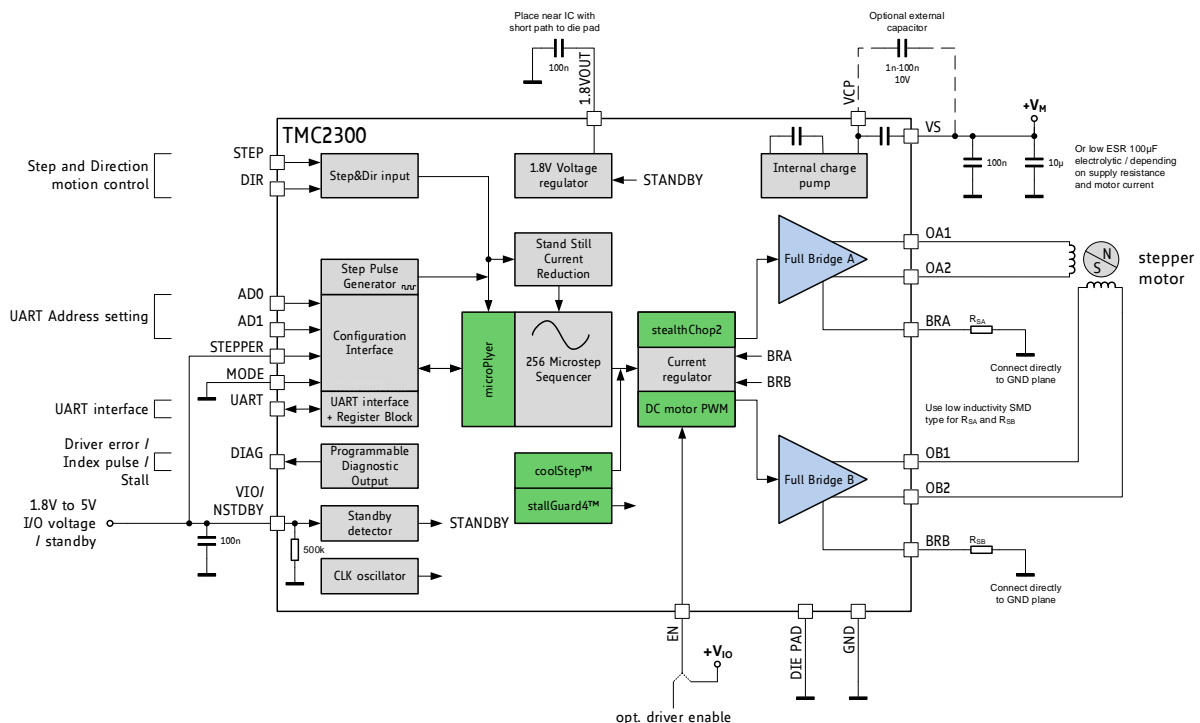 Place near IC with
short path to die pad
100n
1.8VOUT
Optional external
capacitor
1n-100n
10V
VCP
+VM
VS
100n
10µ
Or low ESR 100µF
electrolytic / depending
on supply resistance
and motor current
TMC2300
Step and Direction
motion control
STEP
DIR
Step&Dir input
1.8V Voltage
regulator
STANDBY
Internal charge
pump
Stand Still
Current
Reduction
Step Pulse
Generator
Full Bridge A
OA1
OA2
N
S
stepper
motor
UART Address setting
AD0
AD1
STEPPER
MODE
UART
Configuration
Interface
UART interface
+ Register Block
microPlyer
256 Microstep
Sequencer
stealthChop2
Current
regulator
DC motor PWM
BRA
BRB
BRA
RSA
Connect directly
to GND plane
Use low inductivity SMD
type for RSA and RSB
UART interface
Driver error /
Index pulse /
Stall
DIAG
Programmable
Diagnostic
Output
coolStep™
stallGuard4™
Full Bridge B
OB1
OB2
1.8V to 5V
I/O voltage
/ standby
VIO/
NSTDBY
100n
500k
Standby
detector
STANDBY
CLK oscillator
BRB
RSB
Connect directly
to GND plane
EN
+VIO
opt. driver enable
DIE PAD
GND